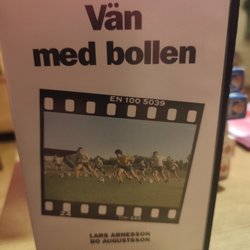 Vän
med bollen
EN 100 5039
LARS ARNESSON
BO AUGUSTSSON